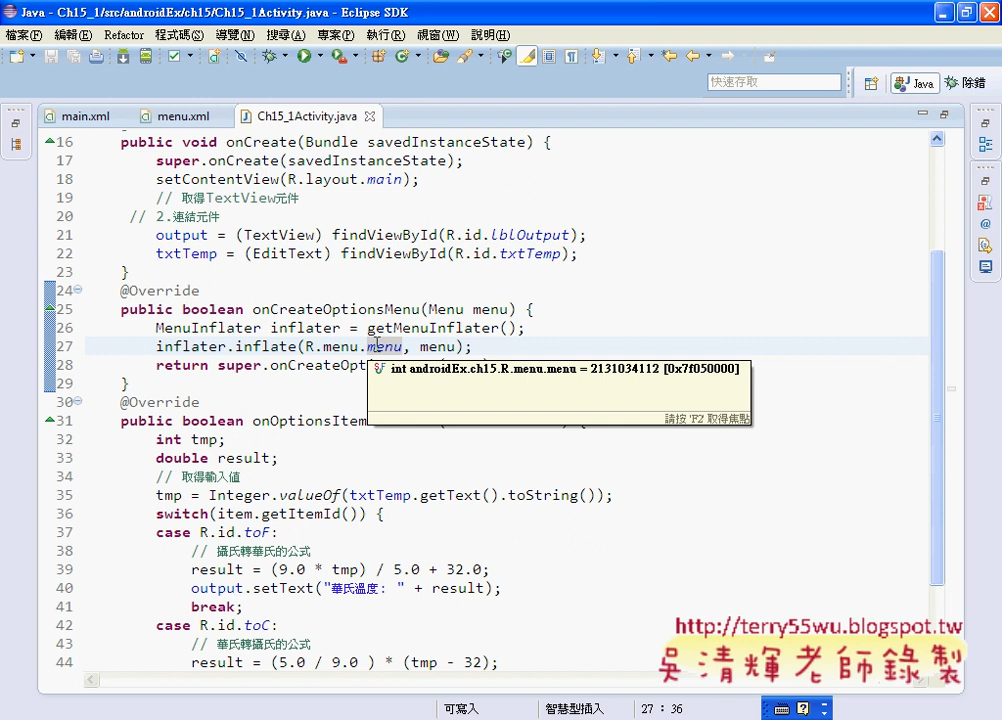 Java - Ch15_1/src/androidEx/ch15/Ch15_1Activity.java - Eclipse SDK
檔案(F) 編輯(E) Refactor 程式碼(S) 導覽(N) 搜尋(A) 專案(P) 執行(R) 視窗(W) 說明(H)
快速存取 Java 除錯
main.xml menu.xml Ch15_1Activity.java
16 public void onCreate(Bundle savedInstanceState) {
17 super.onCreate(savedInstanceState);
18 setContentView(R.layout.main);
19 // 取得TextView元件
20 // 2.連結元件
21 output = (TextView) findViewById(R.id.lblOutput);
22 txtTemp = (EditText) findViewById(R.id.txtTemp);
23 }
24 @Override
25 public boolean onCreateOptionsMenu(Menu menu) {
26 MenuInflater inflater = getMenuInflater();
27 inflater.inflate(R.menu.menu, menu);
28 return super.onCreateOpti
int androidEx.ch15.R.menu.menu = 2131034112 [0x7f050000]
請按 'F2' 取得焦點
29 }
30 @Override
31 public boolean onOptionsItem
32 int tmp;
33 double result;
34 // 取得輸入值
35 tmp = Integer.valueOf(txtTemp.getText().toString());
36 switch(item.getItemId()) {
37 case R.id.toF:
38 // 攝氏轉華氏的公式
39 result = (9.0 * tmp) / 5.0 + 32.0;
40 output.setText("華氏溫度: " + result);
41 break;
42 case R.id.toC:
43 // 華氏轉攝氏的公式
44 result = (5.0 / 9.0 ) * (tmp - 32);
http://terry55wu.blogspot.tw
吳清輝老師錄製
可寫入 智慧型插入 27 : 36